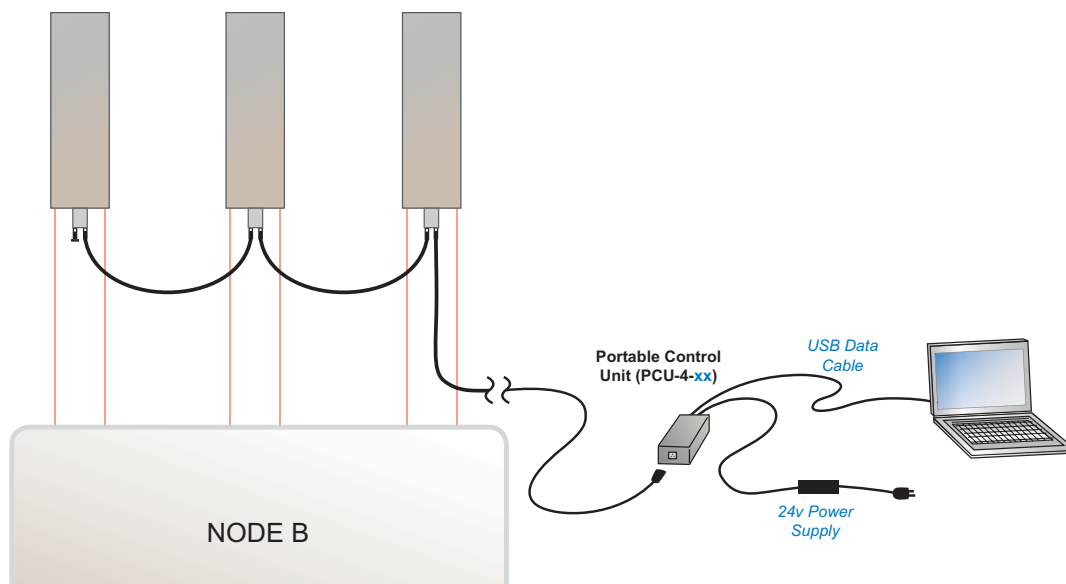 Portable Control
Unit (PCU-4-xx)
USB Data
Cable
24v Power
Supply
NODE B